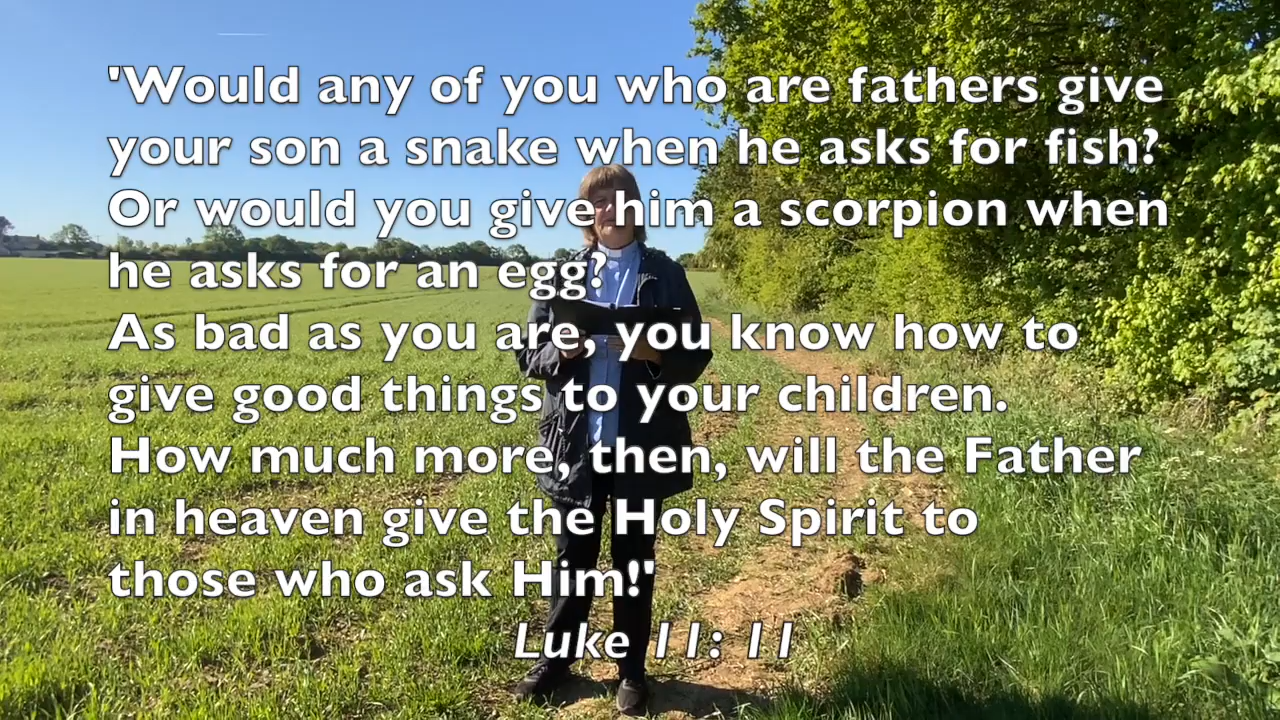 'Would any of you who are fathers give
your son a snake when he asks for fish?
Or would you give him a scorpion when
he asks for an egg?
As bad as you are, you know how to
give good things to your children.
How much more, then, will the Father
in heaven give the Holy Spirit to
those who ask Him!'
Luke 11: 11